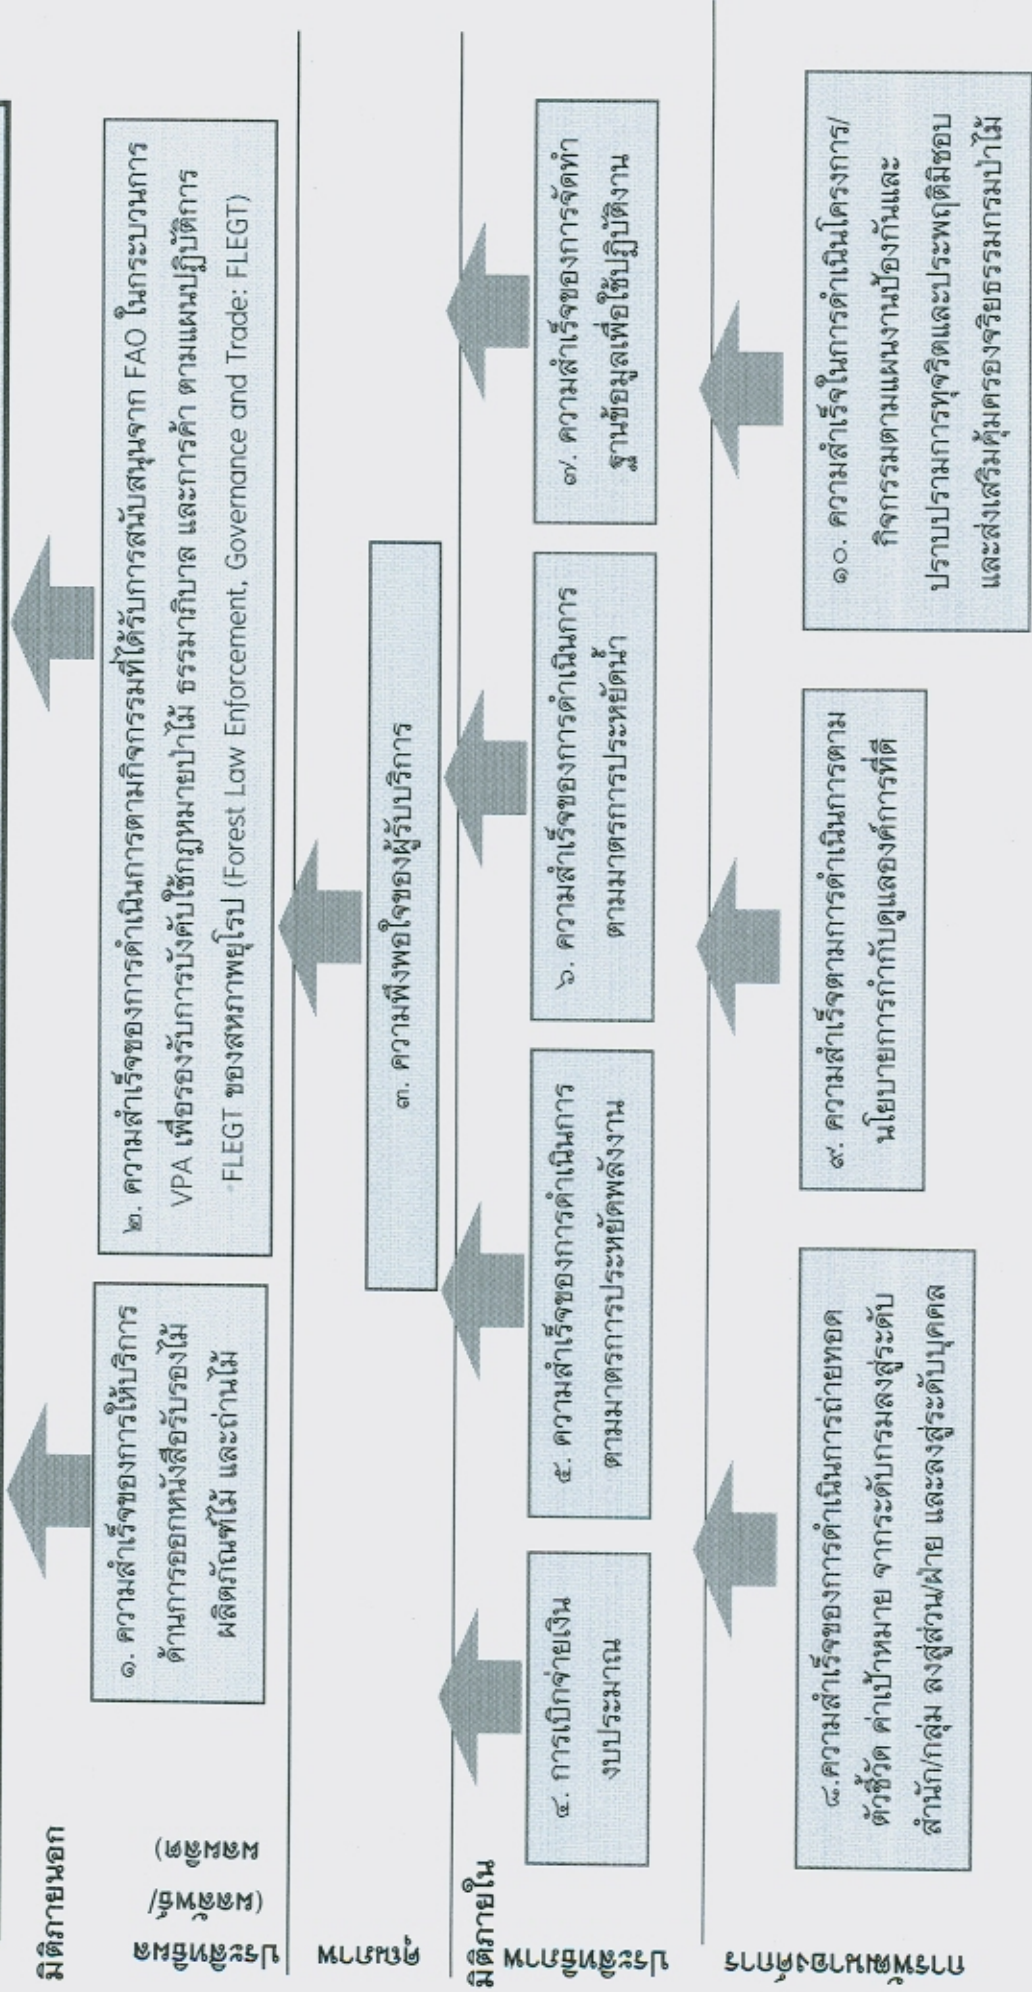 มิติภายนอก
ประสิทธิผล
(ผลลัพธ์/
ผลผลิต)
๑. ความสำเร็จของการให้บริการ
ด้านการออกหนังสือรับรองไม้
ผลิตภัณฑ์ไม้ และถ่านไม้
๒. ความสำเร็จของการดำเนินการตามกิจกรรมที่ได้รับการสนับสนุนจาก FAO ในกระบวนการ
VPA เพื่อรองรับการบังคับใช้กฎหมายป่าไม้ ธรรมาภิบาล และการค้า ตามแผนปฏิบัติการ
FLEGT ของสหภาพยุโรป (Forest Law Enforcement, Governance and Trade: FLEGT)
คุณภาพ
๓. ความพึงพอใจของผู้รับบริการ
มิติภายใน
ประสิทธิภาพ
๔. การเบิกจ่ายเงิน
งบประมาณ
๕. ความสำเร็จของการดำเนินการ
ตามมาตรการประหยัดพลังงาน
๖. ความสำเร็จของการดำเนินการ
ตามมาตรการประหยัดน้ำ
๗. ความสำเร็จของการจัดทำ
ฐานข้อมูลเพื่อใช้ปฏิบัติงาน
การพัฒนาองค์การ
๘.ความสำเร็จของการดำเนินการถ่ายทอด
ตัวชี้วัด ค่าเป้าหมาย จากระดับกรมลงสู่ระดับ
สำนัก/กลุ่ม ลงสู่ส่วน/ฝ่าย และลงสู่ระดับบุคคล
๙. ความสำเร็จตามการดำเนินการตาม
นโยบายการกำกับดูแลองค์การที่ดี
๑๐. ความสำเร็จในการดำเนินโครงการ/
กิจกรรมตามแผนงานป้องกันและ
ปราบปรามการทุจริตและประพฤติมิชอบ
และส่งเสริมคุ้มครองจริยธรรมกรมป่าไม้